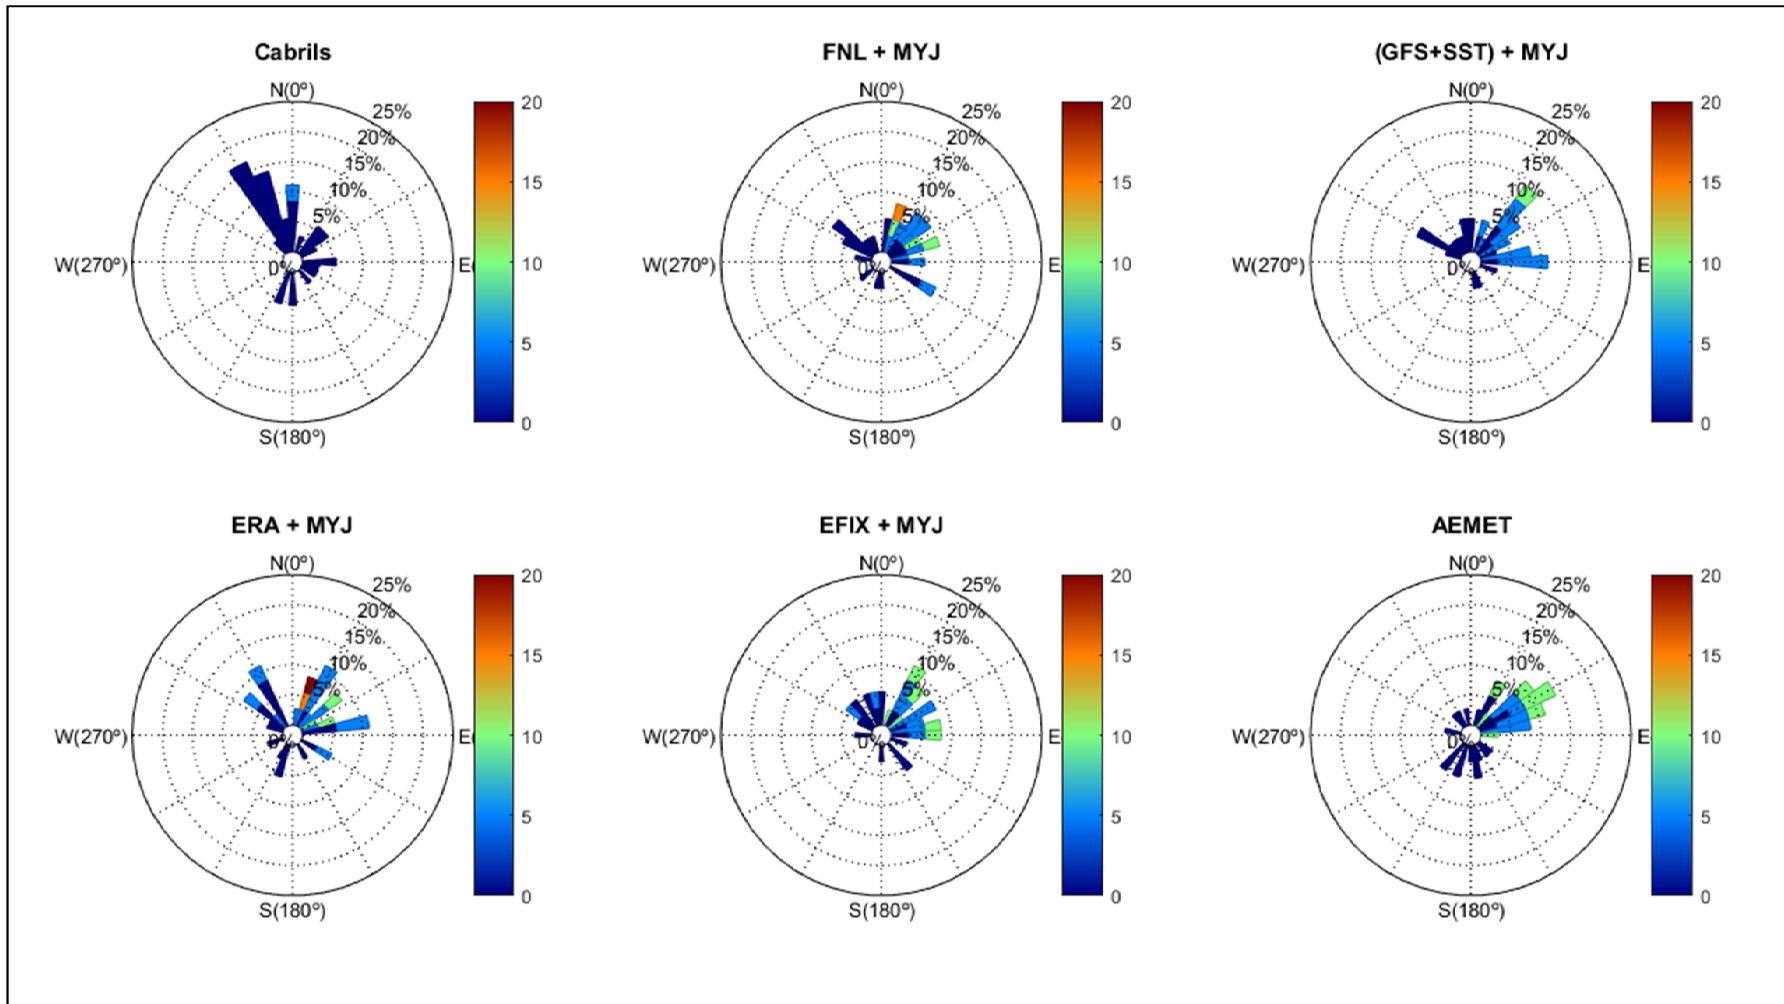 Cabrils
N(0º)
25%
20%
15%
10%
5%
0%
W(270º)
E(
S(180º)
20
15
10
5
0
FNL + MYJ
N(0º)
25%
20%
15%
10%
5%
0%
W(270º)
E
S(180º)
20
15
10
5
0
(GFS+SST) + MYJ
N(0º)
25%
20%
15%
10%
5%
0%
W(270º)
E
S(180º)
20
15
10
5
0
ERA + MYJ
N(0º)
25%
20%
15%
10%
5%
0%
W(270º)
E(
S(180º)
20
15
10
5
0
EFIX + MYJ
N(0º)
25%
20%
15%
10%
5%
0%
W(270º)
E
S(180º)
20
15
10
5
0
AEMET
N(0º)
25%
20%
15%
10%
5%
0%
W(270º)
E
S(180º)
20
15
10
5
0